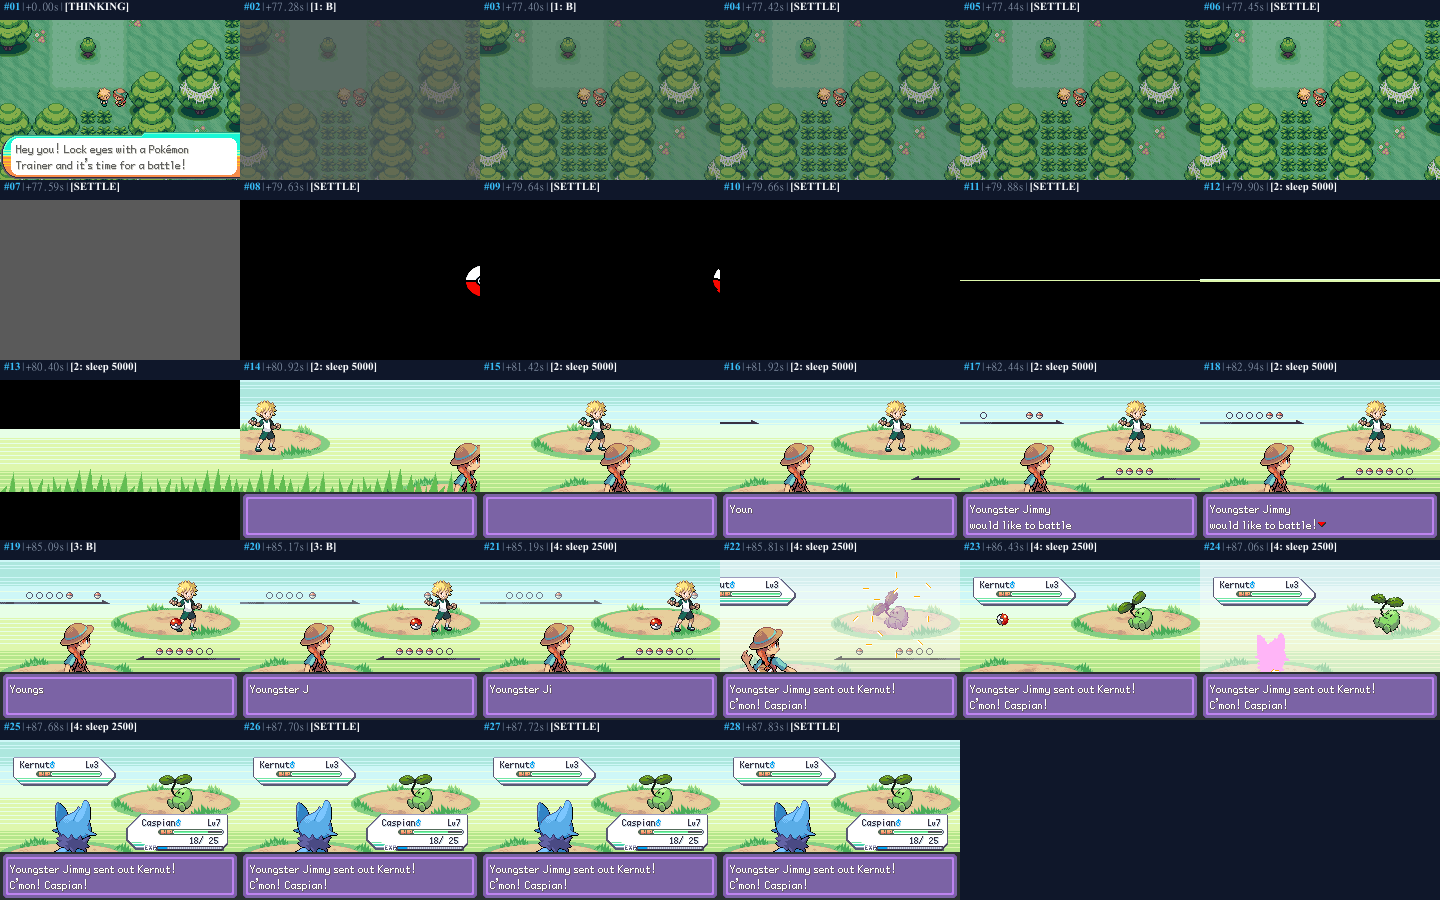 #01|+0.00s|[THINKING]
#02|+77.28s|[1: B]
#03|+77.40s|[1: B]
#04|+77.42s|[SETTLE]
#05|+77.44s|[SETTLE]
#06|+77.45s|[SETTLE]
Hey you! Lock eyes with a Pokémon
Trainer and it's time for a battle!
#07|+77.59s|[SETTLE]
#08|+79.63s|[SETTLE]
#09|+79.64s|[SETTLE]
#10|+79.66s|[SETTLE]
#11|+79.88s|[SETTLE]
#12|+79.90s|[2: sleep 5000]
#13|+80.40s|[2: sleep 5000]
#14|+80.92s|[2: sleep 5000]
#15|+81.42s|[2: sleep 5000]
#16|+81.92s|[2: sleep 5000]
#17|+82.44s|[2: sleep 5000]
#18|+82.94s|[2: sleep 5000]
Youn
Youngster Jimmy
would like to battle
Youngster Jimmy
would like to battle!
#19|+85.09s|[3: B]
#20|+85.17s|[3: B]
#21|+85.19s|[4: sleep 2500]
#22|+85.81s|[4: sleep 2500]
#23|+86.43s|[4: sleep 2500]
#24|+87.06s|[4: sleep 2500]
Youngs
Youngster J
Youngster Ji
ut♂ Lv3
Youngster Jimmy sent out Kernut!
C'mon! Caspian!
Kernut♂ Lv3
Youngster Jimmy sent out Kernut!
C'mon! Caspian!
Kernut♂ Lv3
Youngster Jimmy sent out Kernut!
C'mon! Caspian!
#25|+87.68s|[4: sleep 2500]
#26|+87.70s|[SETTLE]
#27|+87.72s|[SETTLE]
#28|+87.83s|[SETTLE]
Kernut♂ Lv3
Caspian♂ Lv7
18/ 25
EXP
Youngster Jimmy sent out Kernut!
C'mon! Caspian!
Kernut♂ Lv3
Caspian♂ Lv7
18/ 25
EXP
Youngster Jimmy sent out Kernut!
C'mon! Caspian!
Kernut♂ Lv3
Caspian♂ Lv7
18/ 25
EXP
Youngster Jimmy sent out Kernut!
C'mon! Caspian!
Kernut♂ Lv3
Caspian♂ Lv7
18/ 25
EXP
Youngster Jimmy sent out Kernut!
C'mon! Caspian!